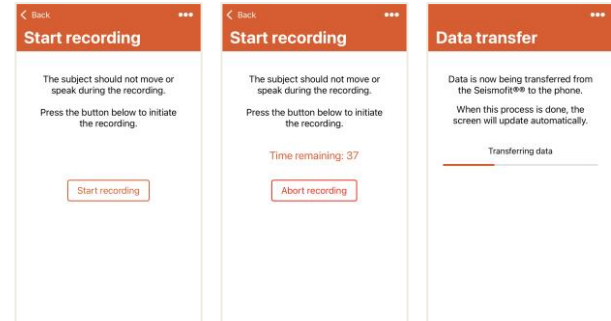 Back
Start recording
The subject should not move or
speak during the recording.
Press the button below to initiate
the recording.
Start recording
Back
Start recording
The subject should not move or
speak during the recording.
Press the button below to initiate
the recording.
Time remaining: 37
Abort recording
Data transfer
Data is now being transferred from
the Seismofit®® to the phone.
When this process is done, the
screen will update automatically.
Transferring data